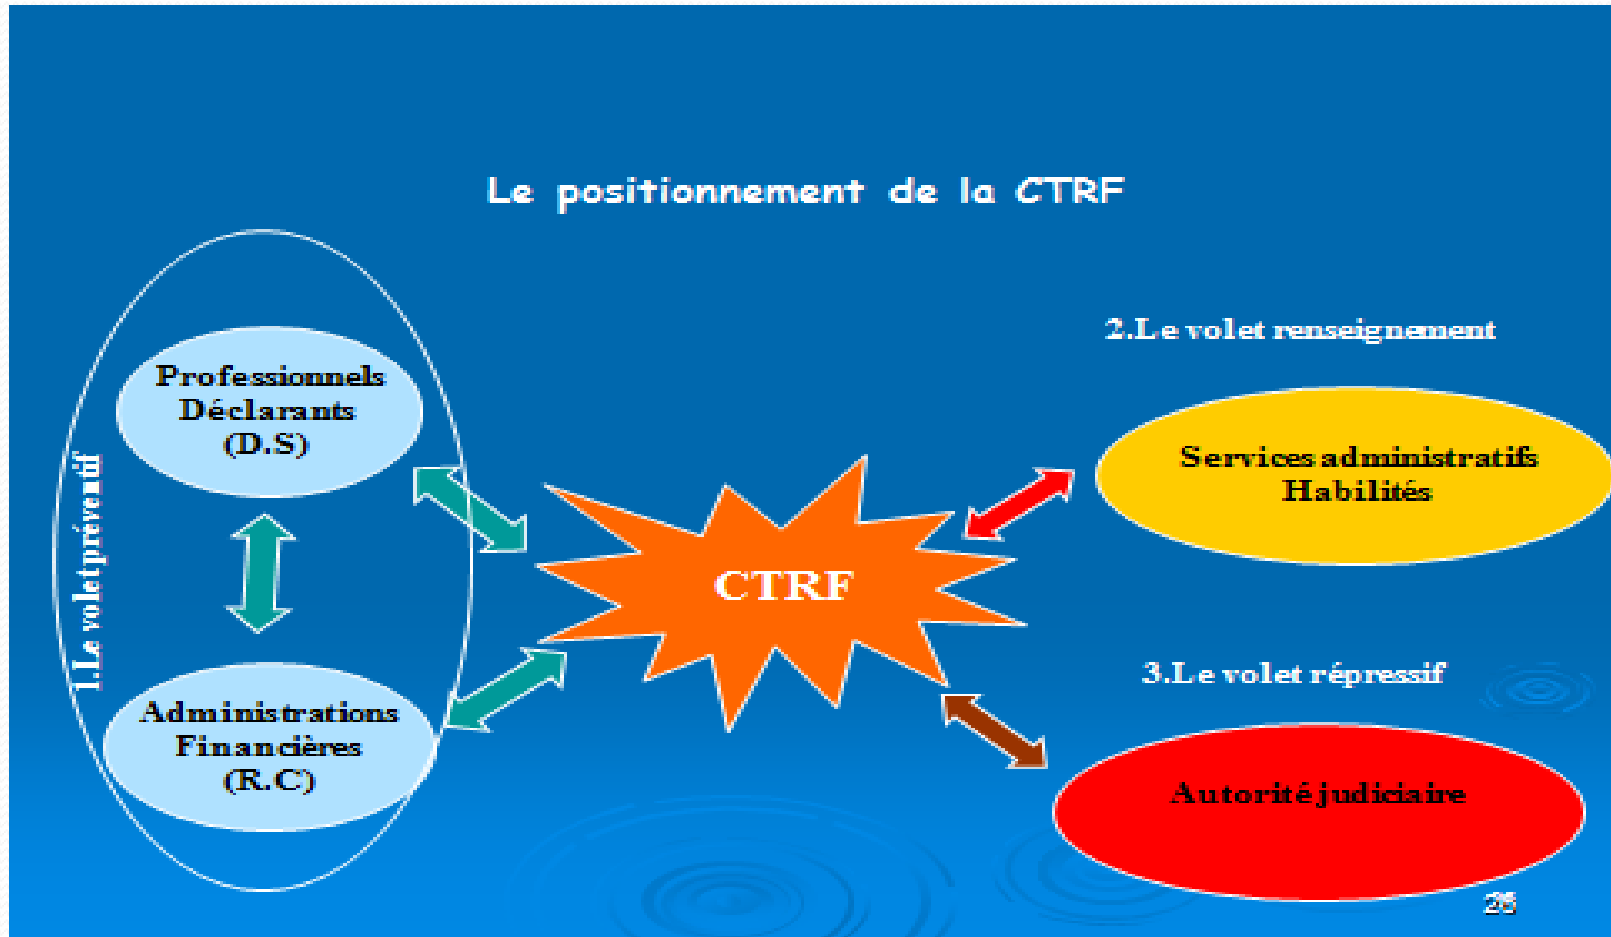 Le positionnement de la CTRF
1.Le volet préventif
Professionnels
Déclarants
(D.S)
Administrations
Financières
(R.C)
CTRF
2.Le volet renseignement
Services administratifs
Habilités
3.Le volet répressif
Autorité judiciaire